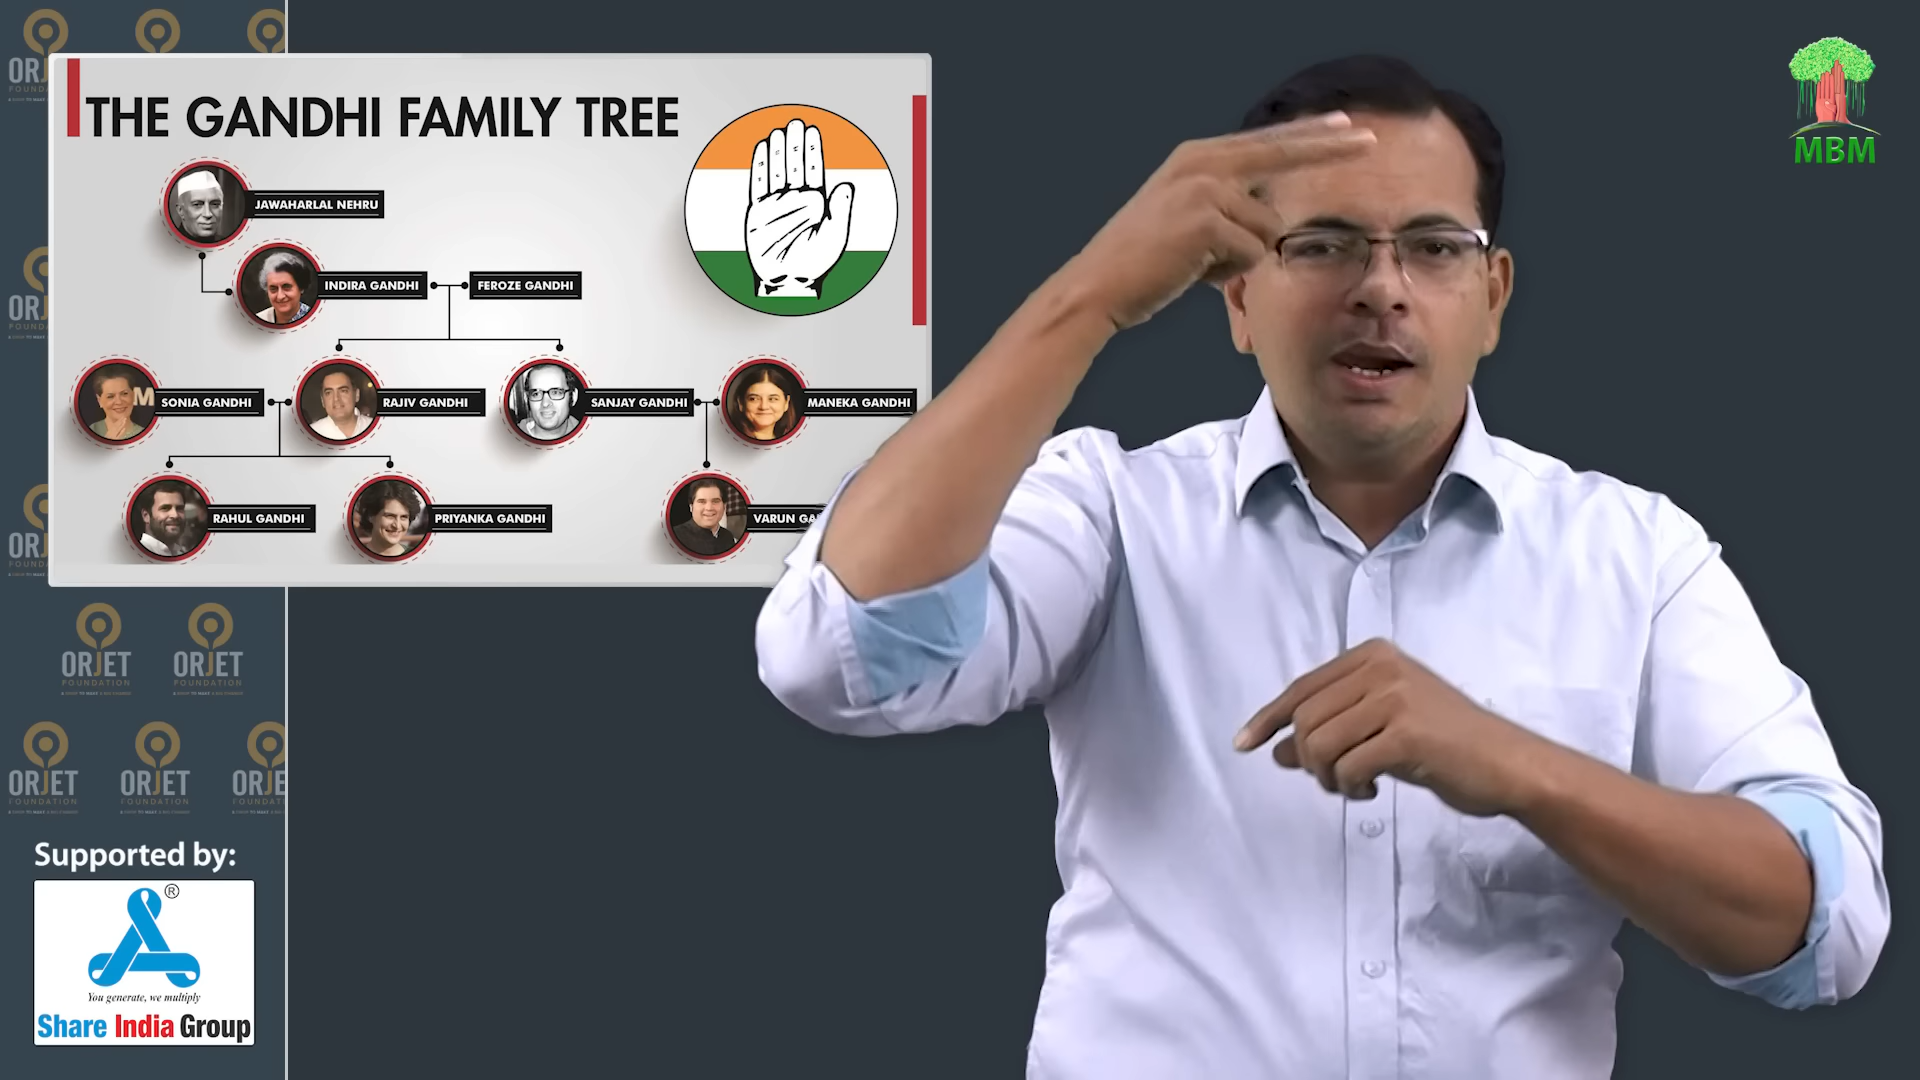 THE GANDHI FAMILY TREE
JAWAHARLAL NEHRU
INDIRA GANDHI
FEROZE GANDHI
SONIA GANDHI
RAJIV GANDHI
SANJAY GANDHI
MANEKA GANDHI
RAHUL GANDHI
PRIYANKA GANDHI
VARUN
MBM
ORJET
FOUNDATION
ORJET
FOUNDATION
ORJET
FOUNDATION
ORJET
FOUNDATION
Supported by:
®
You generate, we multiply
Share India Group